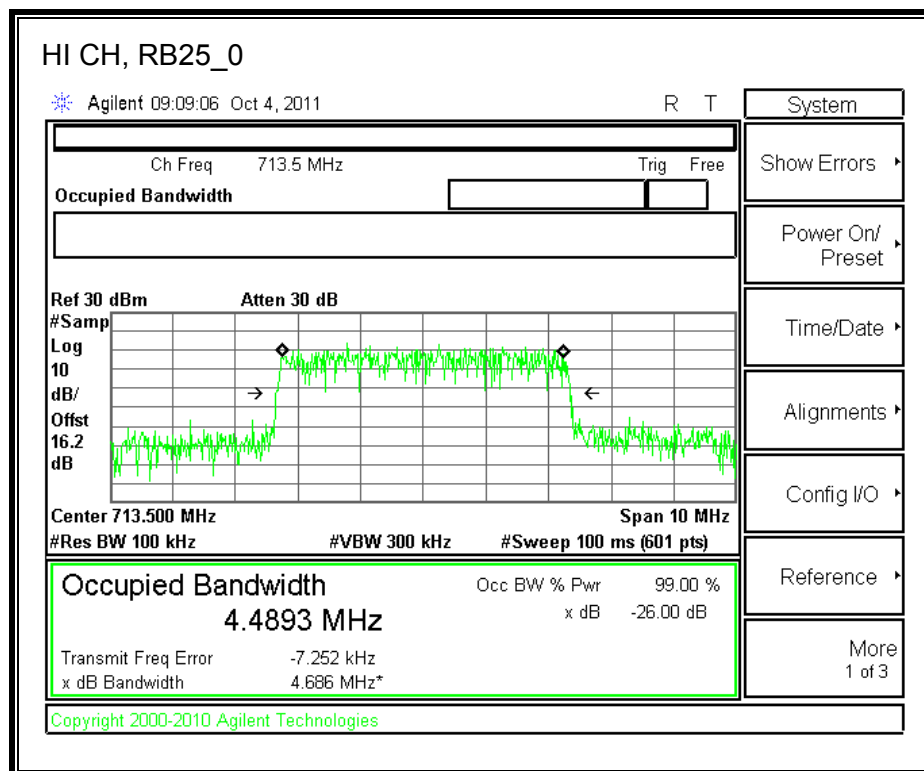 HI CH, RB25_0
Agilent 09:09:06 Oct 4, 2011 R T
System
Ch Freq 713.5 MHz Trig Free
Occupied Bandwidth
Show Errors
Power On/
Preset
Time/Date
Alignments
Config I/O
Reference
More
1 of 3
Ref 30 dBm Atten 30 dB
#Samp
Log
10
dB/
Offst
16.2
dB
Center 713.500 MHz Span 10 MHz
#Res BW 100 kHz #VBW 300 kHz #Sweep 100 ms (601 pts)
Occupied Bandwidth Occ BW % Pwr 99.00 %
4.4893 MHz x dB -26.00 dB
Transmit Freq Error -7.252 kHz
x dB Bandwidth 4.686 MHz*
Copyright 2000-2010 Agilent Technologies